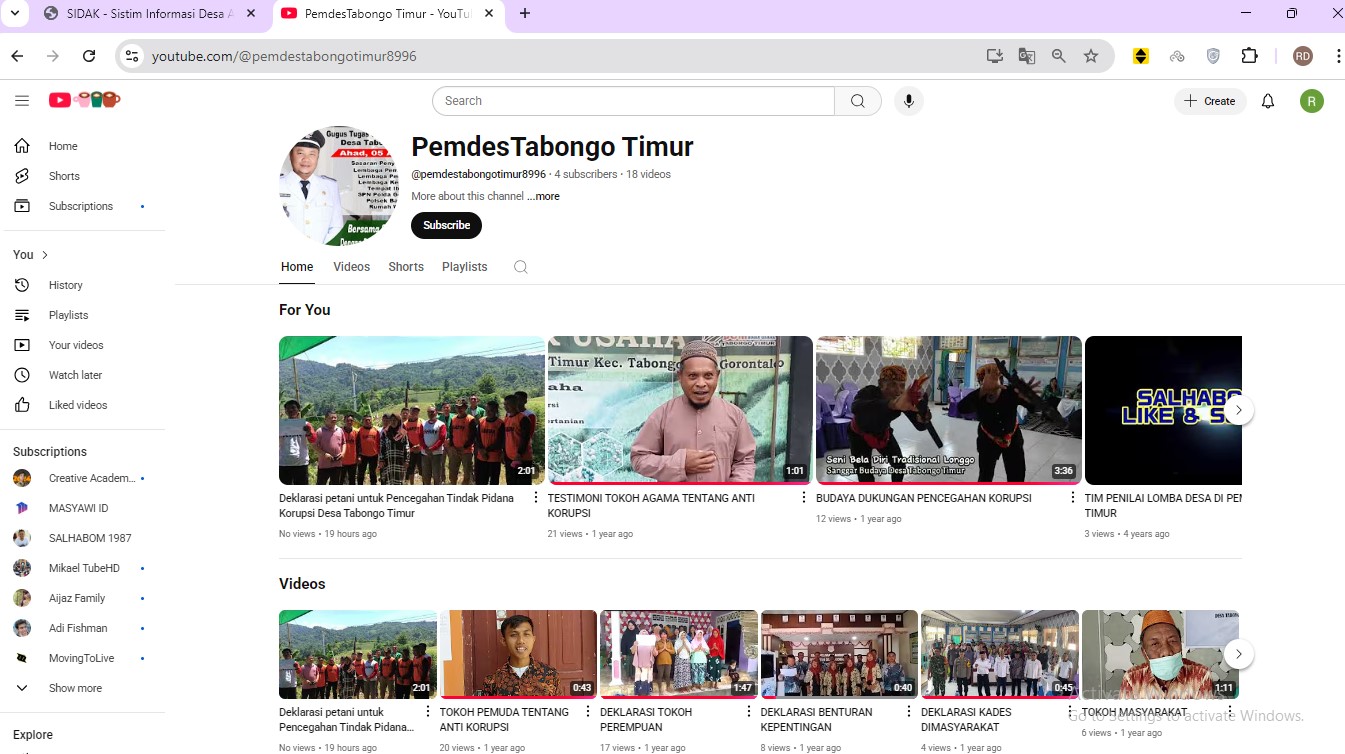 SIDAK - Sistim Informasi Desa A
PemdesTabongo Timur - YouTu
youtube.com/@pemdestabongotimur8996
RD
Search
Create
R
Home
Shorts
Subscriptions
You
History
Playlists
Your videos
Watch later
Liked videos
Subscriptions
Creative Academ...
MASYAWI ID
SALHABOM 1987
Mikael TubeHD
Aijaz Family
Adi Fishman
MovingToLive
Show more
Explore
Gugus Tugas
Desa Tabo
Ahad, 05
Bersama
PemdesTabongo Timur
@pemdestabongotimur8996 • 4 subscribers • 18 videos
More about this channel ...more
Subscribe
Home Videos Shorts Playlists
For You
2:01
Deklarasi petani untuk Pencegahan Tindak Pidana
Korupsi Desa Tabongo Timur
No views • 19 hours ago
USAHA
Timur Kec. Tabongo Gorontalo
aha
ertanian
1:01
TESTIMONI TOKOH AGAMA TENTANG ANTI
KORUPSI
21 views • 1 year ago
Seni Bela Diri Tradisional Longgo
Sanggar Budaya Desa Tabongo Timur
3:36
BUDAYA DUKUNGAN PENCEGAHAN KORUPSI
12 views • 1 year ago
SALHABO
LIKE & S
TIM PENILAI LOMBA DESA DI PEM
TIMUR
3 views • 4 years ago
Videos
2:01
Deklarasi petani untuk
Pencegahan Tindak Pidana...
No views • 19 hours ago
0:43
TOKOH PEMUDA TENTANG
ANTI KORUPSI
20 views • 1 year ago
1:47
DEKLARASI TOKOH
PEREMPUAN
17 views • 1 year ago
0:40
DEKLARASI BENTURAN
KEPENTINGAN
8 views • 1 year ago
0:45
DEKLARASI KADES
DIMASYARAKAT
4 views • 1 year ago
1:11
TOKOH MASYARAKAT
6 views • 1 year ago
Activate Windows
Go to Settings to activate Windows.